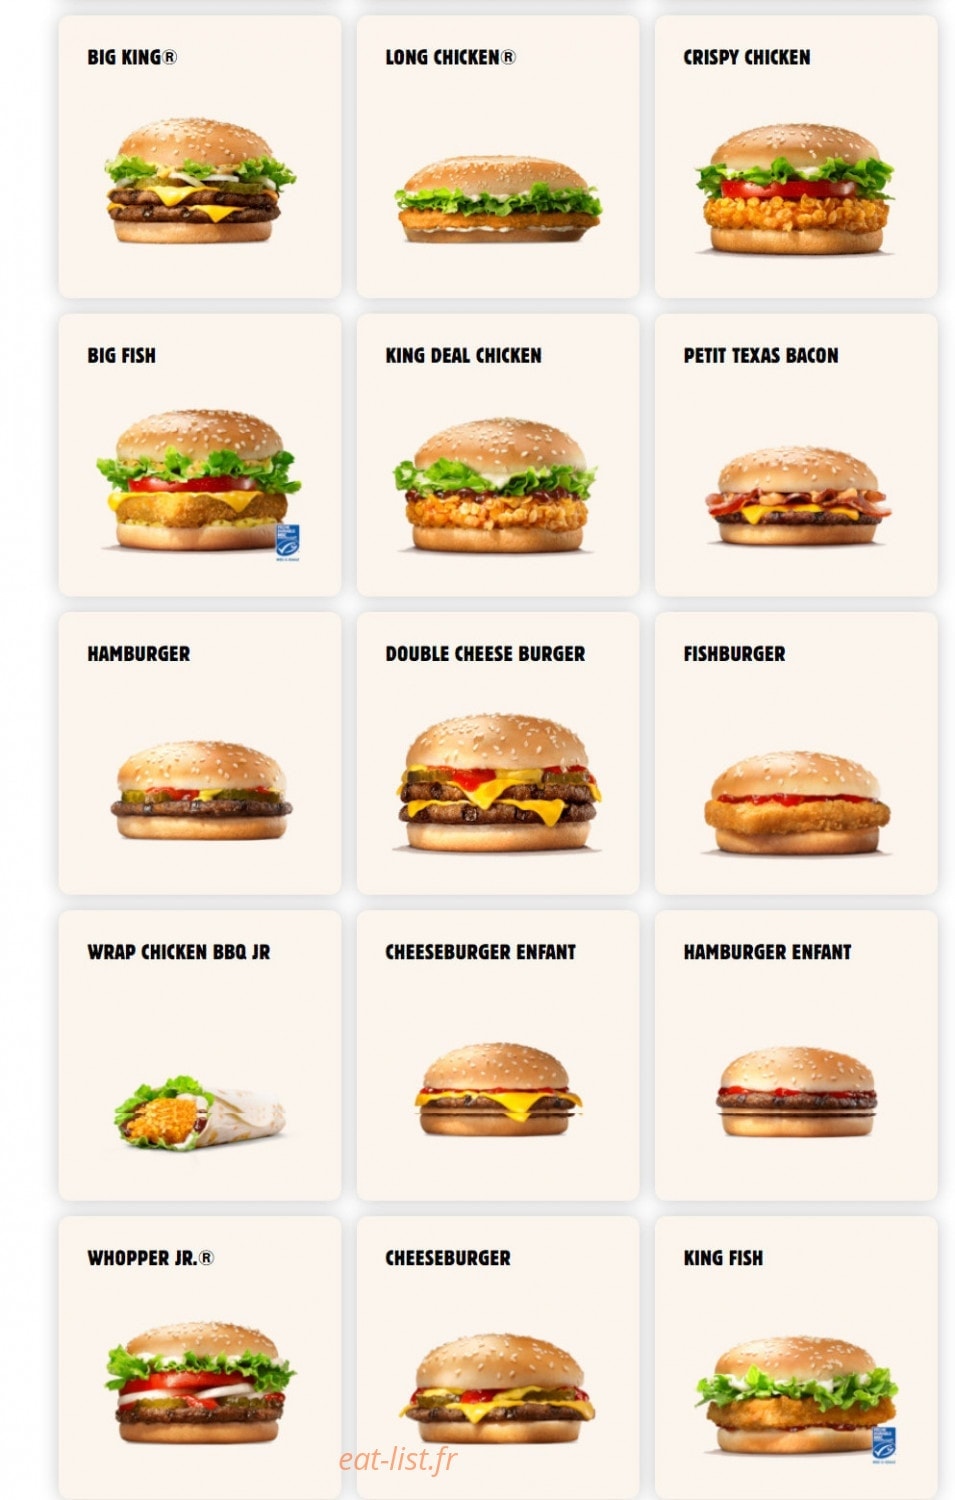 BIG KING®
LONG CHICKEN®
CRISPY CHICKEN
BIG FISH
KING DEAL CHICKEN
PETIT TEXAS BACON
HAMBURGER
DOUBLE CHEESE BURGER
FISHBURGER
WRAP CHICKEN BBQ JR
CHEESEBURGER ENFANT
HAMBURGER ENFANT
WHOPPER JR.®
CHEESEBURGER
KING FISH
eat-list.fr